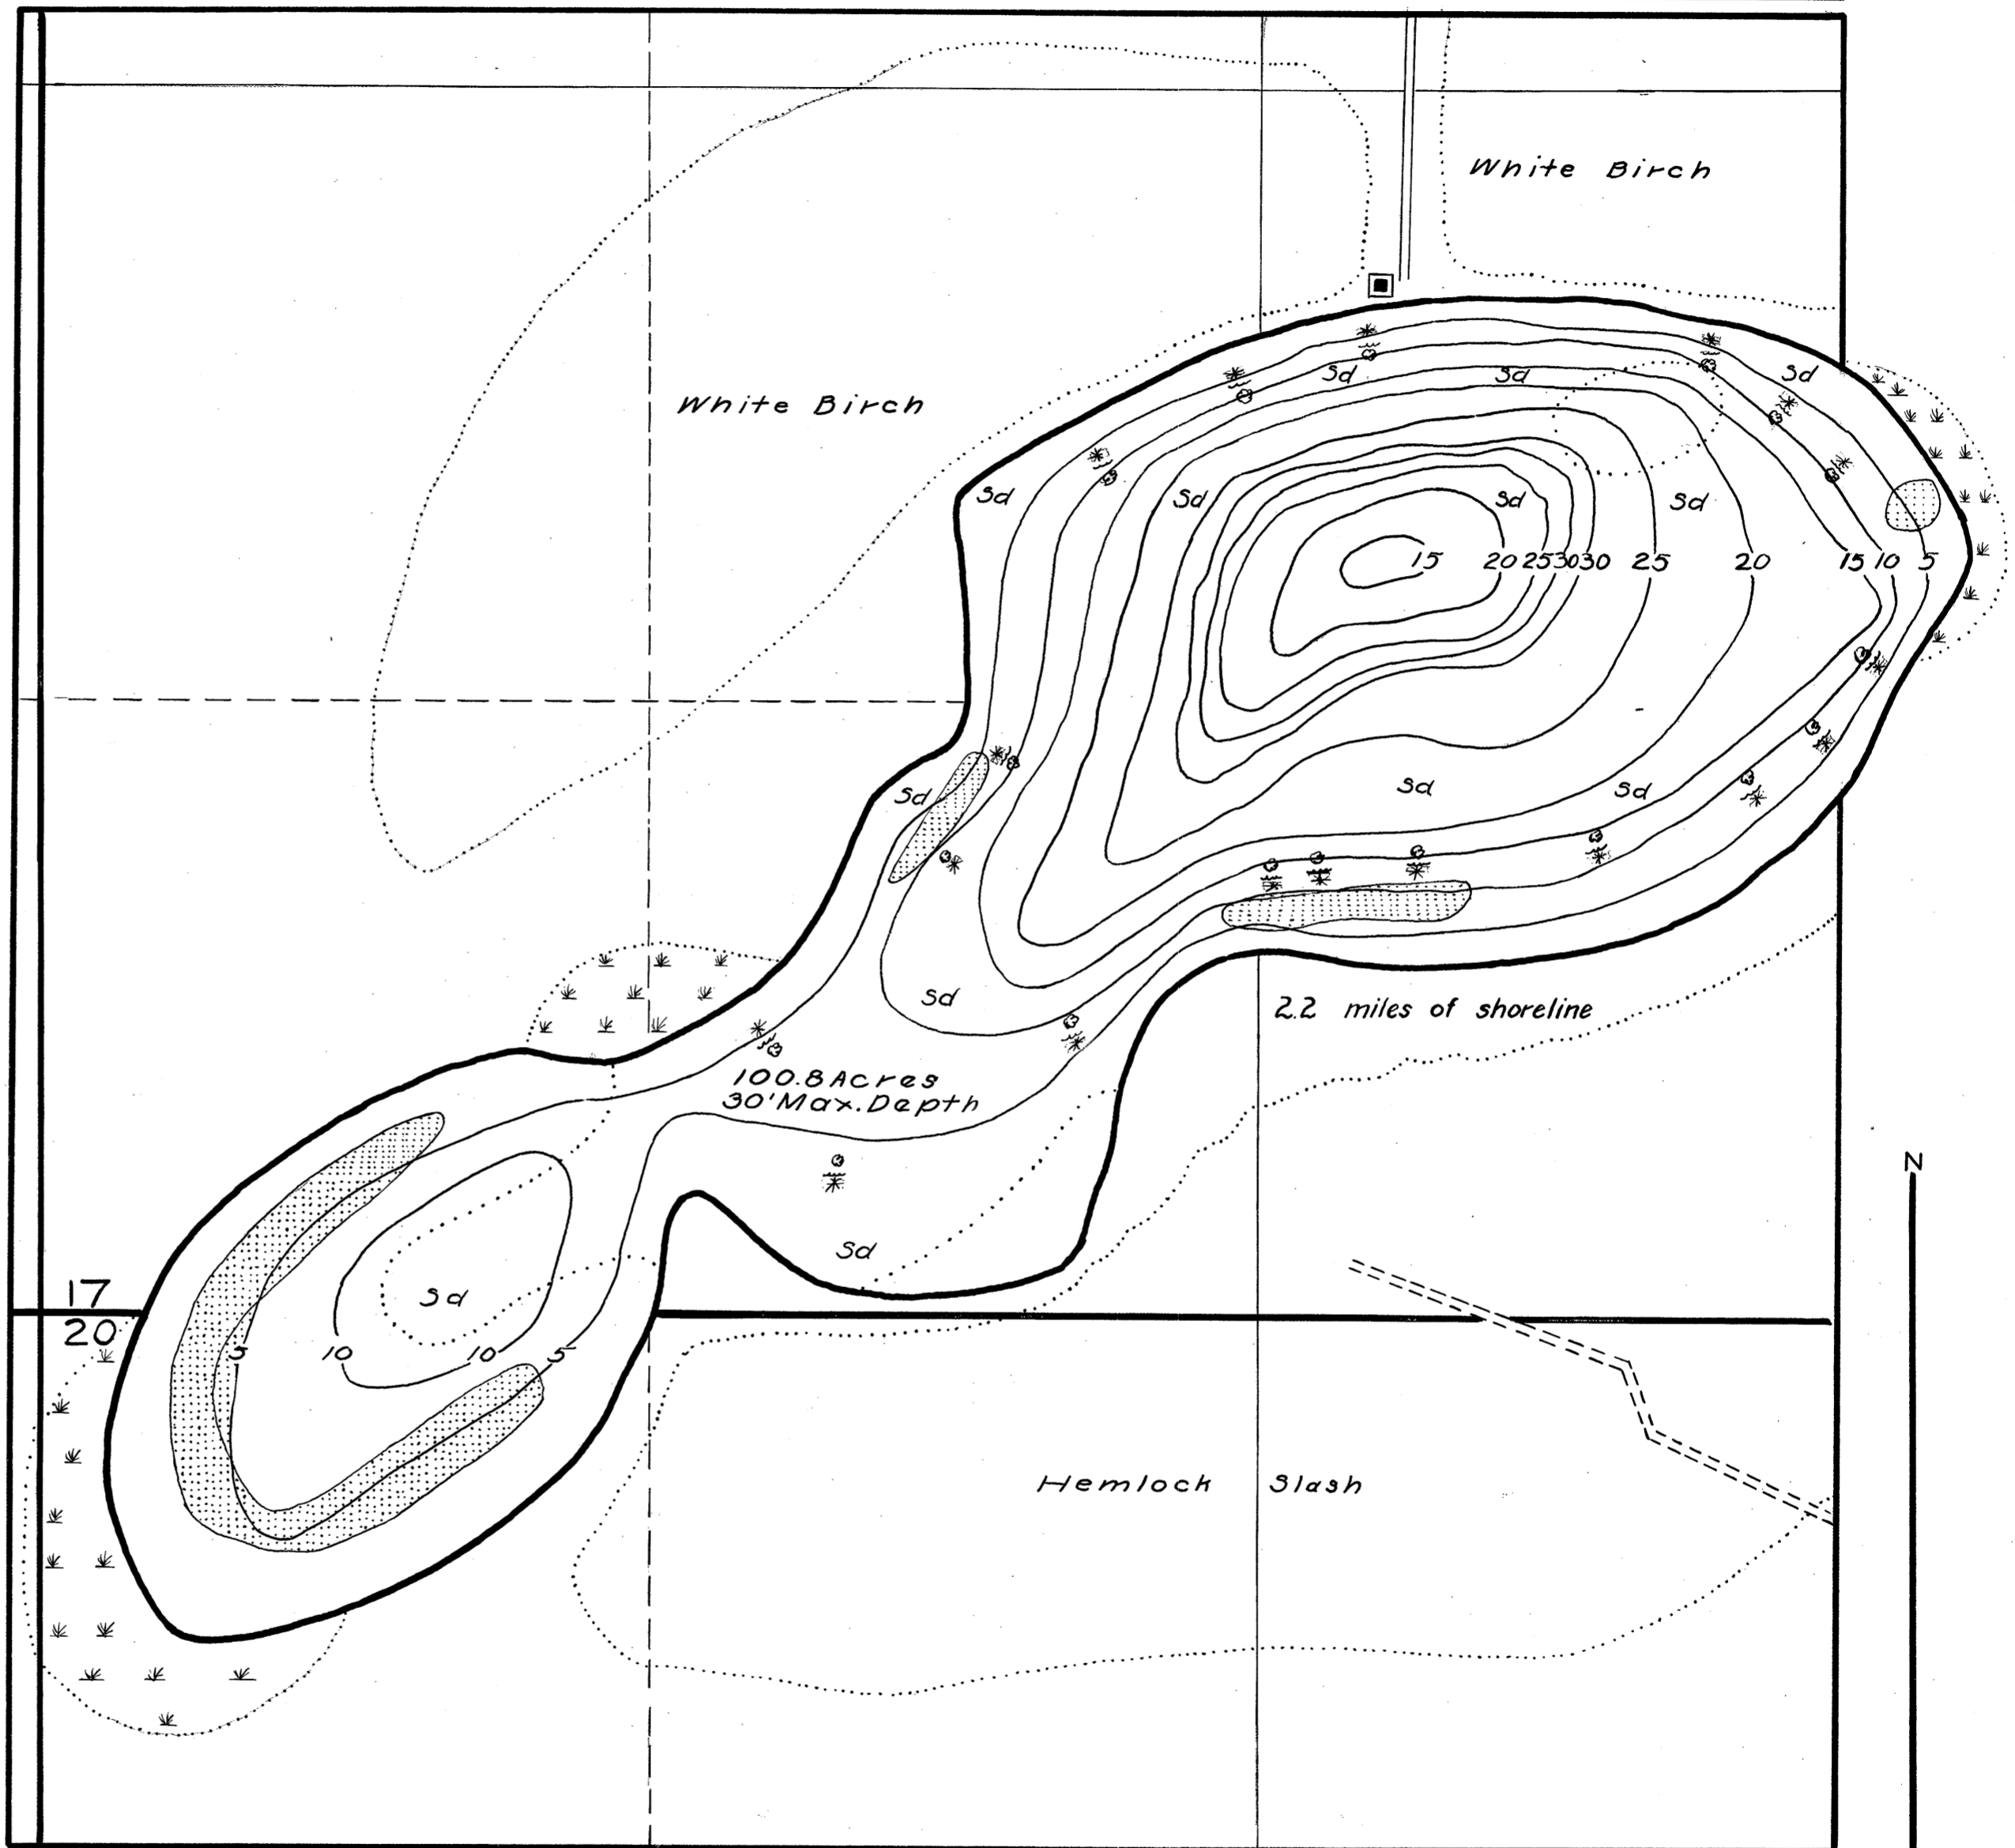 White Birch
White Birch
Sd Sd Sd
Sd Sd Sd Sd
15 20 25 30 30 25 20 15 10 5
Sd Sd Sd
Sd
2.2 miles of shoreline
100.8 Acres
30' Max. Depth
N
Sd
17
Sd
20
5 10 10 5
Hemlock Slash